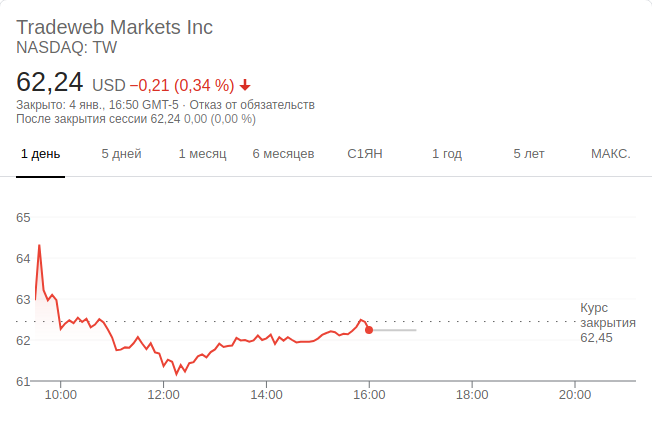 Tradeweb Markets Inc
NASDAQ: TW
62,24 USD −0,21 (0,34 %)
Закрыто: 4 янв., 16:50 GMT-5 · Отказ от обязательств
После закрытия сессии 62,24 0,00 (0,00 %)
1 день 5 дней 1 месяц 6 месяцев С1ЯН 1 год 5 лет МАКС.
65
64
63
62
61
Курс
закрытия
62,45
10:00 12:00 14:00 16:00 18:00 20:00